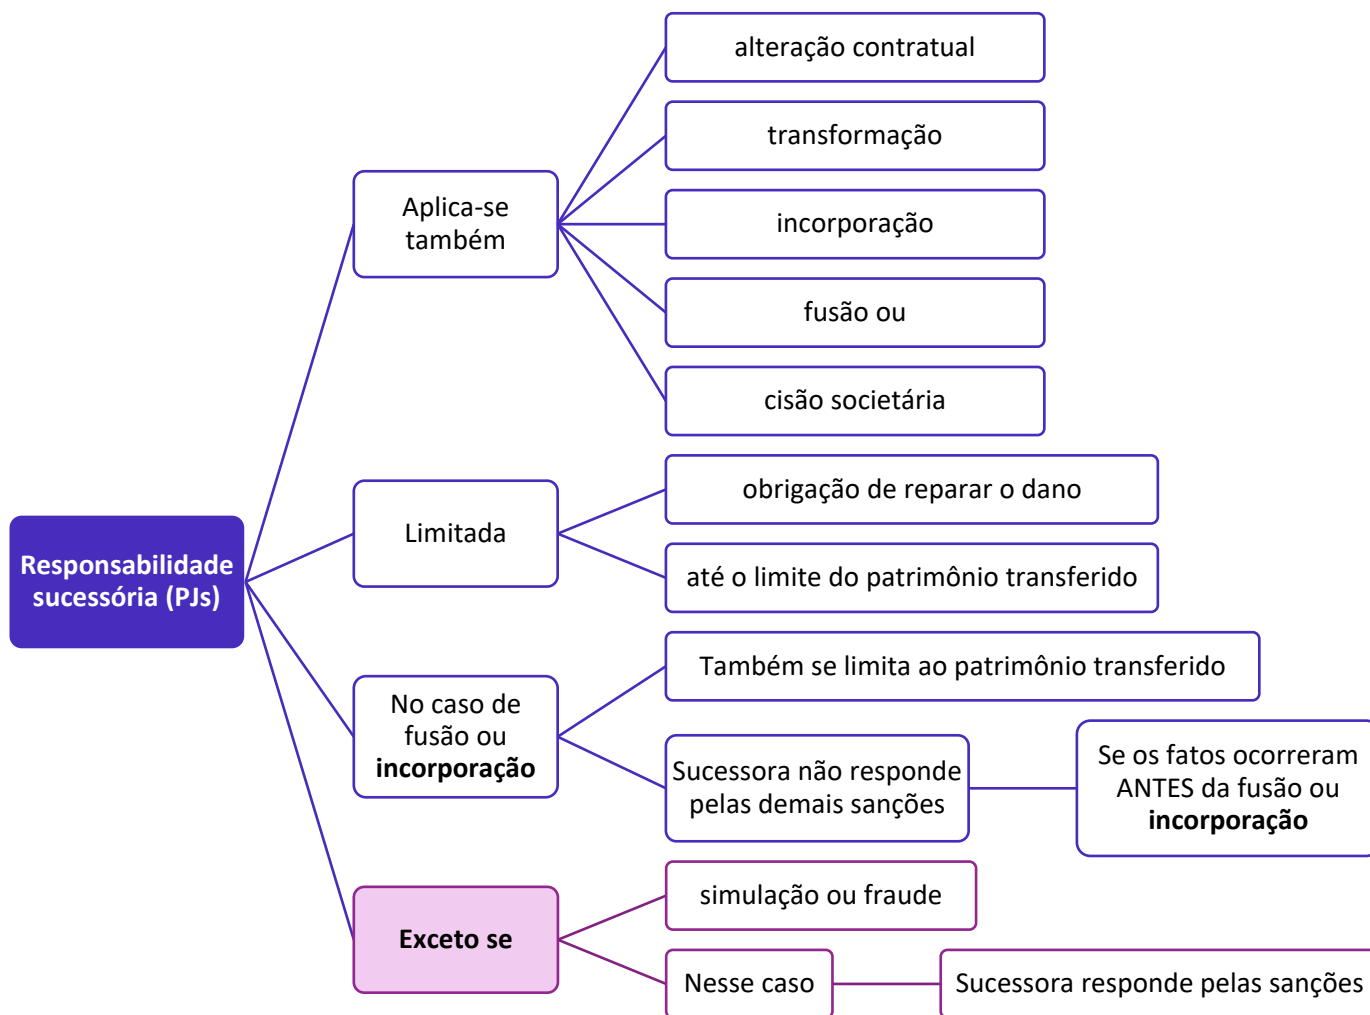 Responsabilidade
sucessória (PJs)
Aplica-se
também
alteração contratual
transformação
incorporação
fusão ou
cisão societária
Limitada
obrigação de reparar o dano
até o limite do patrimônio transferido
No caso de
fusão ou
incorporação
Também se limita ao patrimônio transferido
Sucessora não responde
pelas demais sanções
Se os fatos ocorreram
ANTES da fusão ou
incorporação
Exceto se
simulação ou fraude
Nesse caso
Sucessora responde pelas sanções